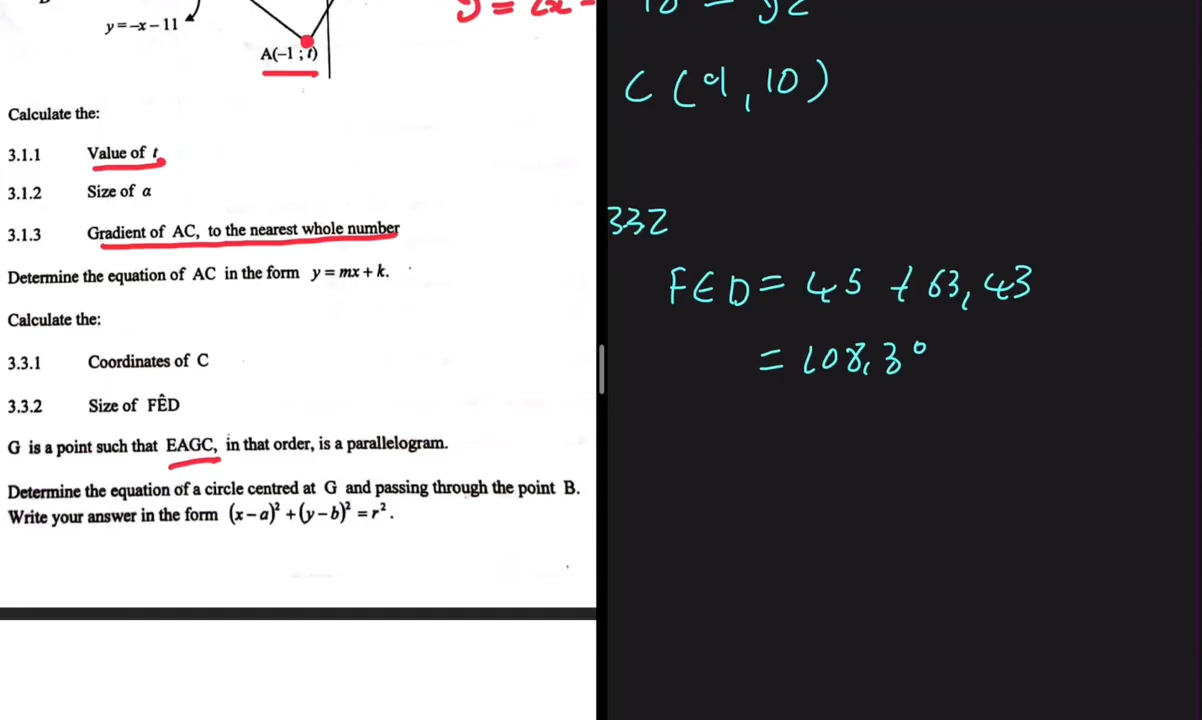 y = −x − 11
A(−1 ; t)
Calculate the:
3.1.1 Value of t
3.1.2 Size of α
3.1.3 Gradient of AC, to the nearest whole number
Determine the equation of AC in the form y = mx + k.
Calculate the:
3.3.1 Coordinates of C
3.3.2 Size of FÊD
G is a point such that EAGC, in that order, is a parallelogram.
Determine the equation of a circle centred at G and passing through the point B.
Write your answer in the form (x − a)² + (y − b)² = r².
y = 2x -
C (9, 10)
332
FED = 45 + 63,43
= 108,3°